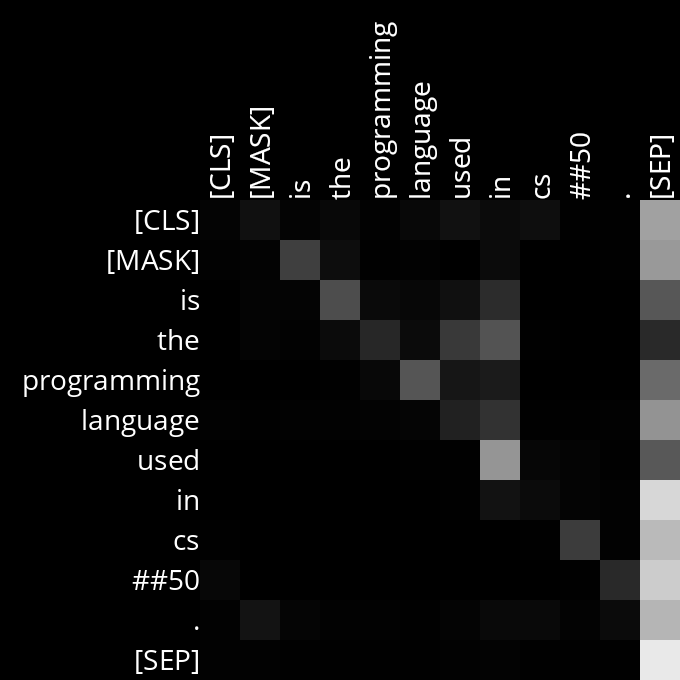 [CLS] [MASK] is the programming language used in cs ##50 . [SEP]
[CLS]
[MASK]
is
the
programming
language
used
in
cs
##50
.
[SEP]